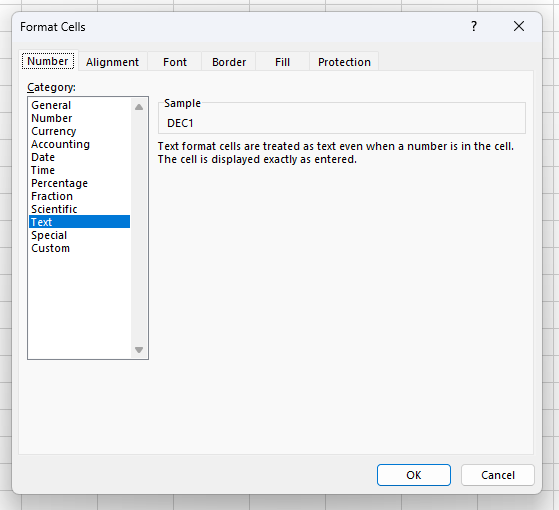 Format Cells
?
Number Alignment Font Border Fill Protection
Category:
General
Number
Currency
Accounting
Date
Time
Percentage
Fraction
Scientific
Text
Special
Custom
Sample
DEC1
Text format cells are treated as text even when a number is in the cell.
The cell is displayed exactly as entered.
OK Cancel